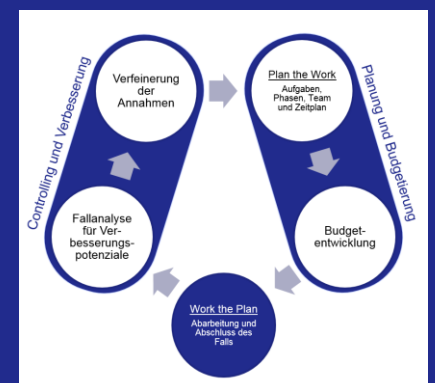 Controlling und Verbesserung
Verfeinerung
der
Annahmen
Plan the Work
Aufgaben,
Phasen, Team
und Zeitplan
Planung und Budgetierung
Fallanalyse
für Ver-
besserungs-
potenziale
Budget-
entwicklung
Work the Plan
Abarbeitung und
Abschluss des
Falls